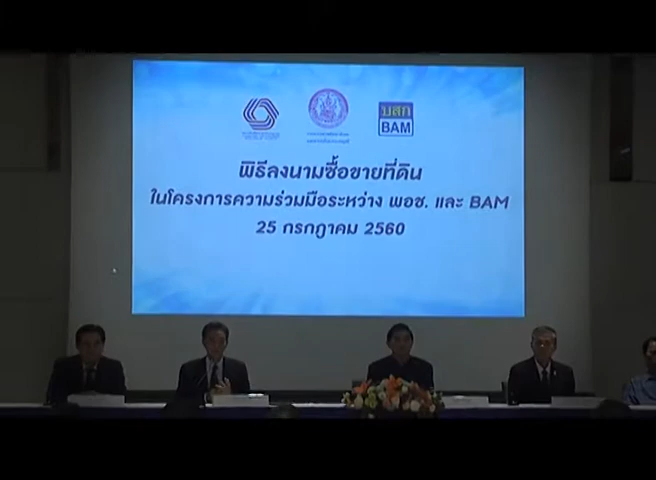 บสก
BAM
พิธีลงนามซื้อขายที่ดิน
ในโครงการความร่วมมือระหว่าง พอช. และ BAM
25 กรกฎาคม 2560